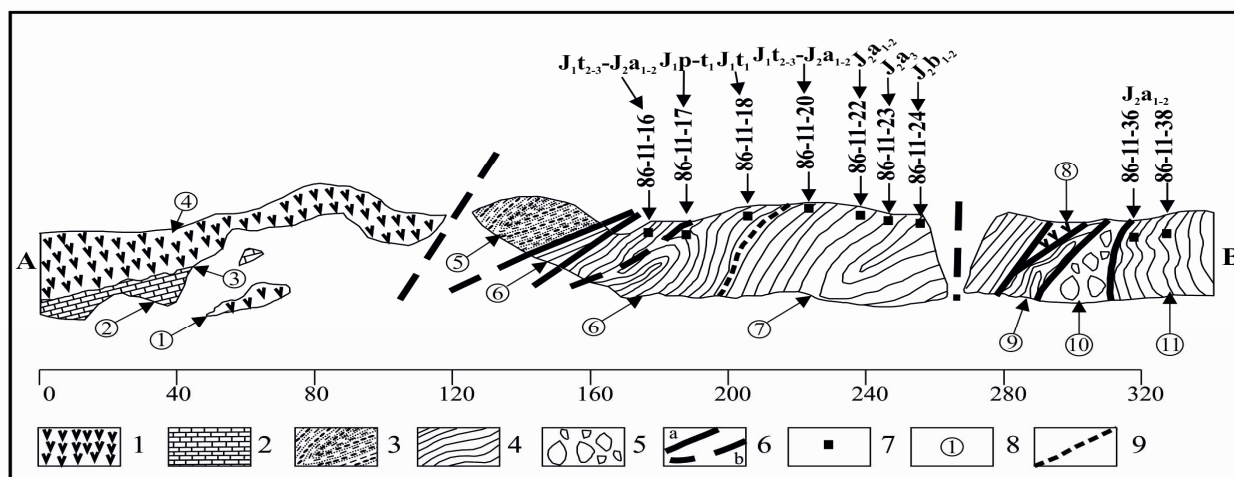 J₁t₂₋₃-J₂a₁₋₂ J₁p-t₁ J₁t₁ J₁t₂₋₃-J₂a₁₋₂ J₂a₁₋₂ J₂a₃ J₂b₁₋₂
J₂a₁₋₂
86-11-16 86-11-17 86-11-18 86-11-20 86-11-22 86-11-23 86-11-24 86-11-36 86-11-38
④ ⑧
A ③ ⑤ B
② ⑥
① ⑥ ⑦ ⑨ ⑩ ⑪
0 40 80 120 160 200 240 280 320
1 2 3 4 5 a b 6 7 ① 8 9